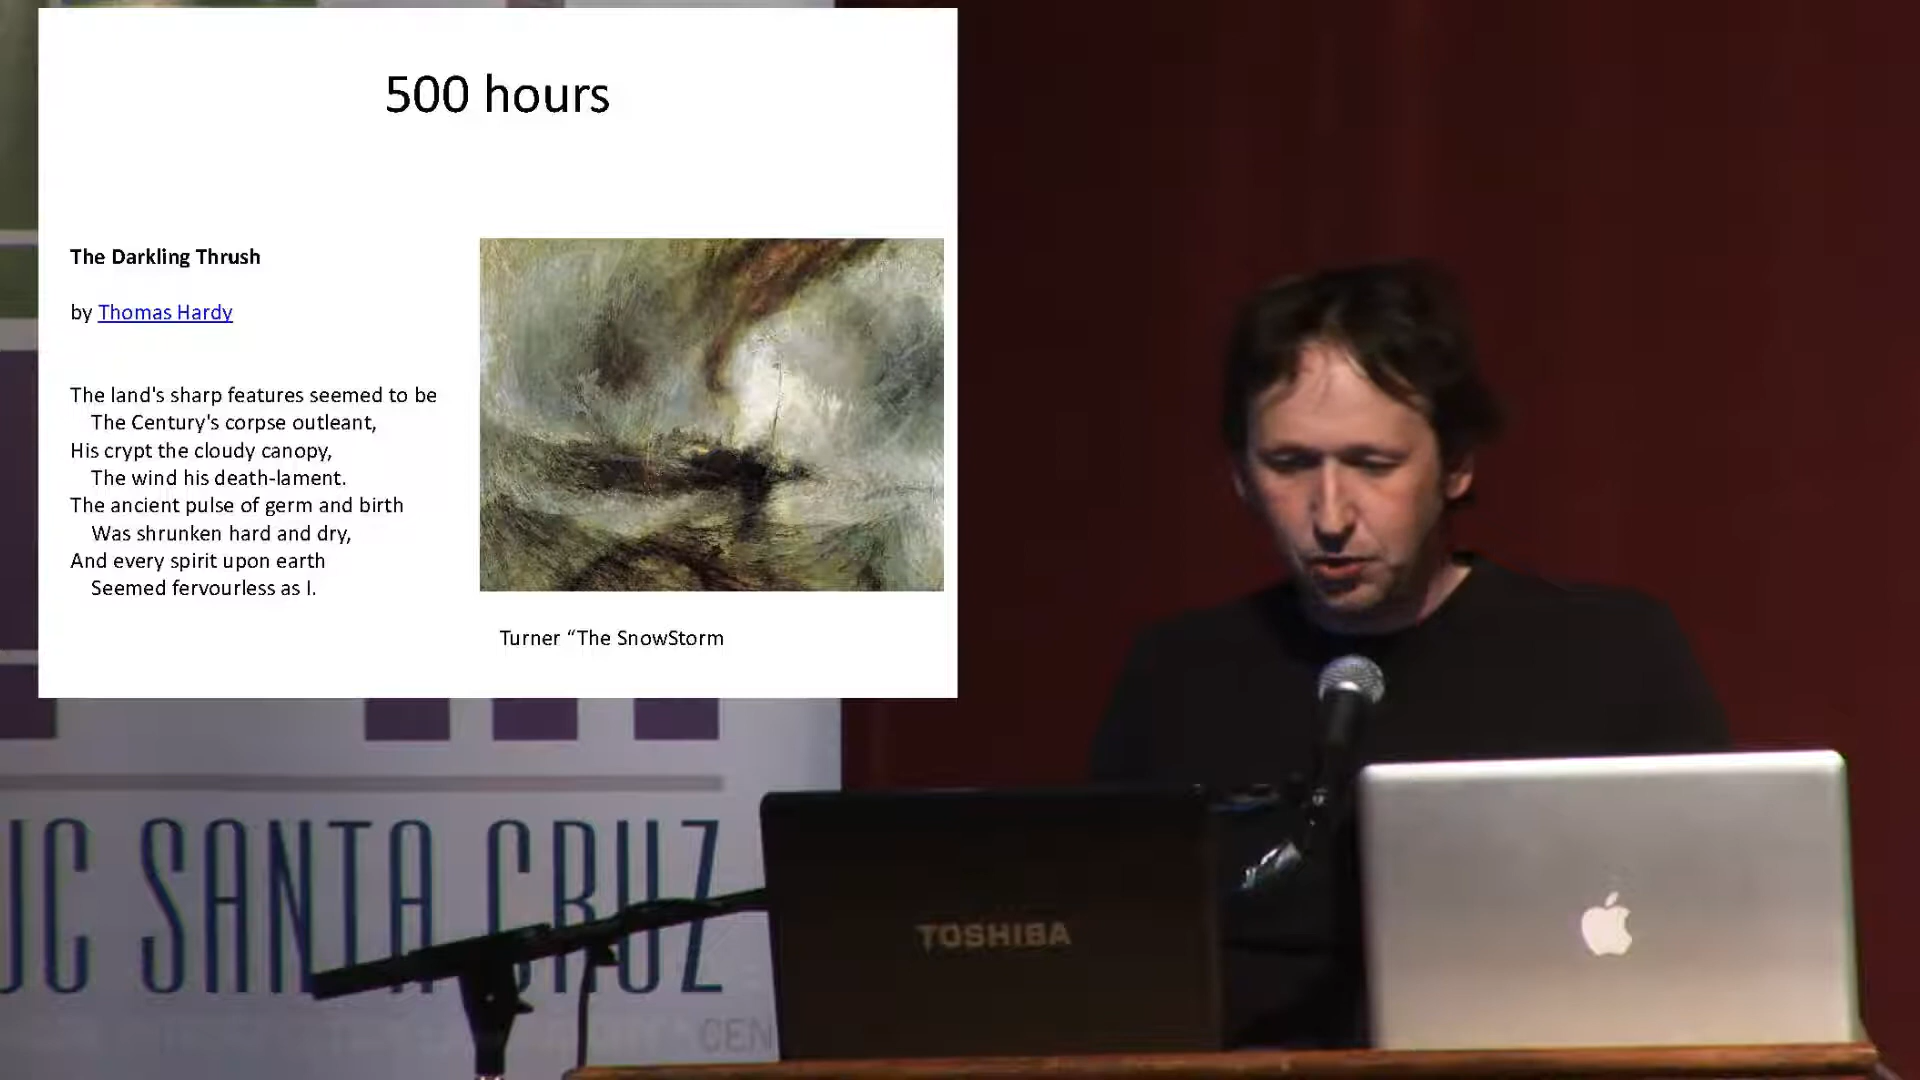 500 hours
The Darkling Thrush
by Thomas Hardy
The land's sharp features seemed to be
The Century's corpse outleant,
His crypt the cloudy canopy,
The wind his death-lament.
The ancient pulse of germ and birth
Was shrunken hard and dry,
And every spirit upon earth
Seemed fervourless as I.
Turner “The SnowStorm
UC SANTA CRUZ
CEN
TOSHIBA